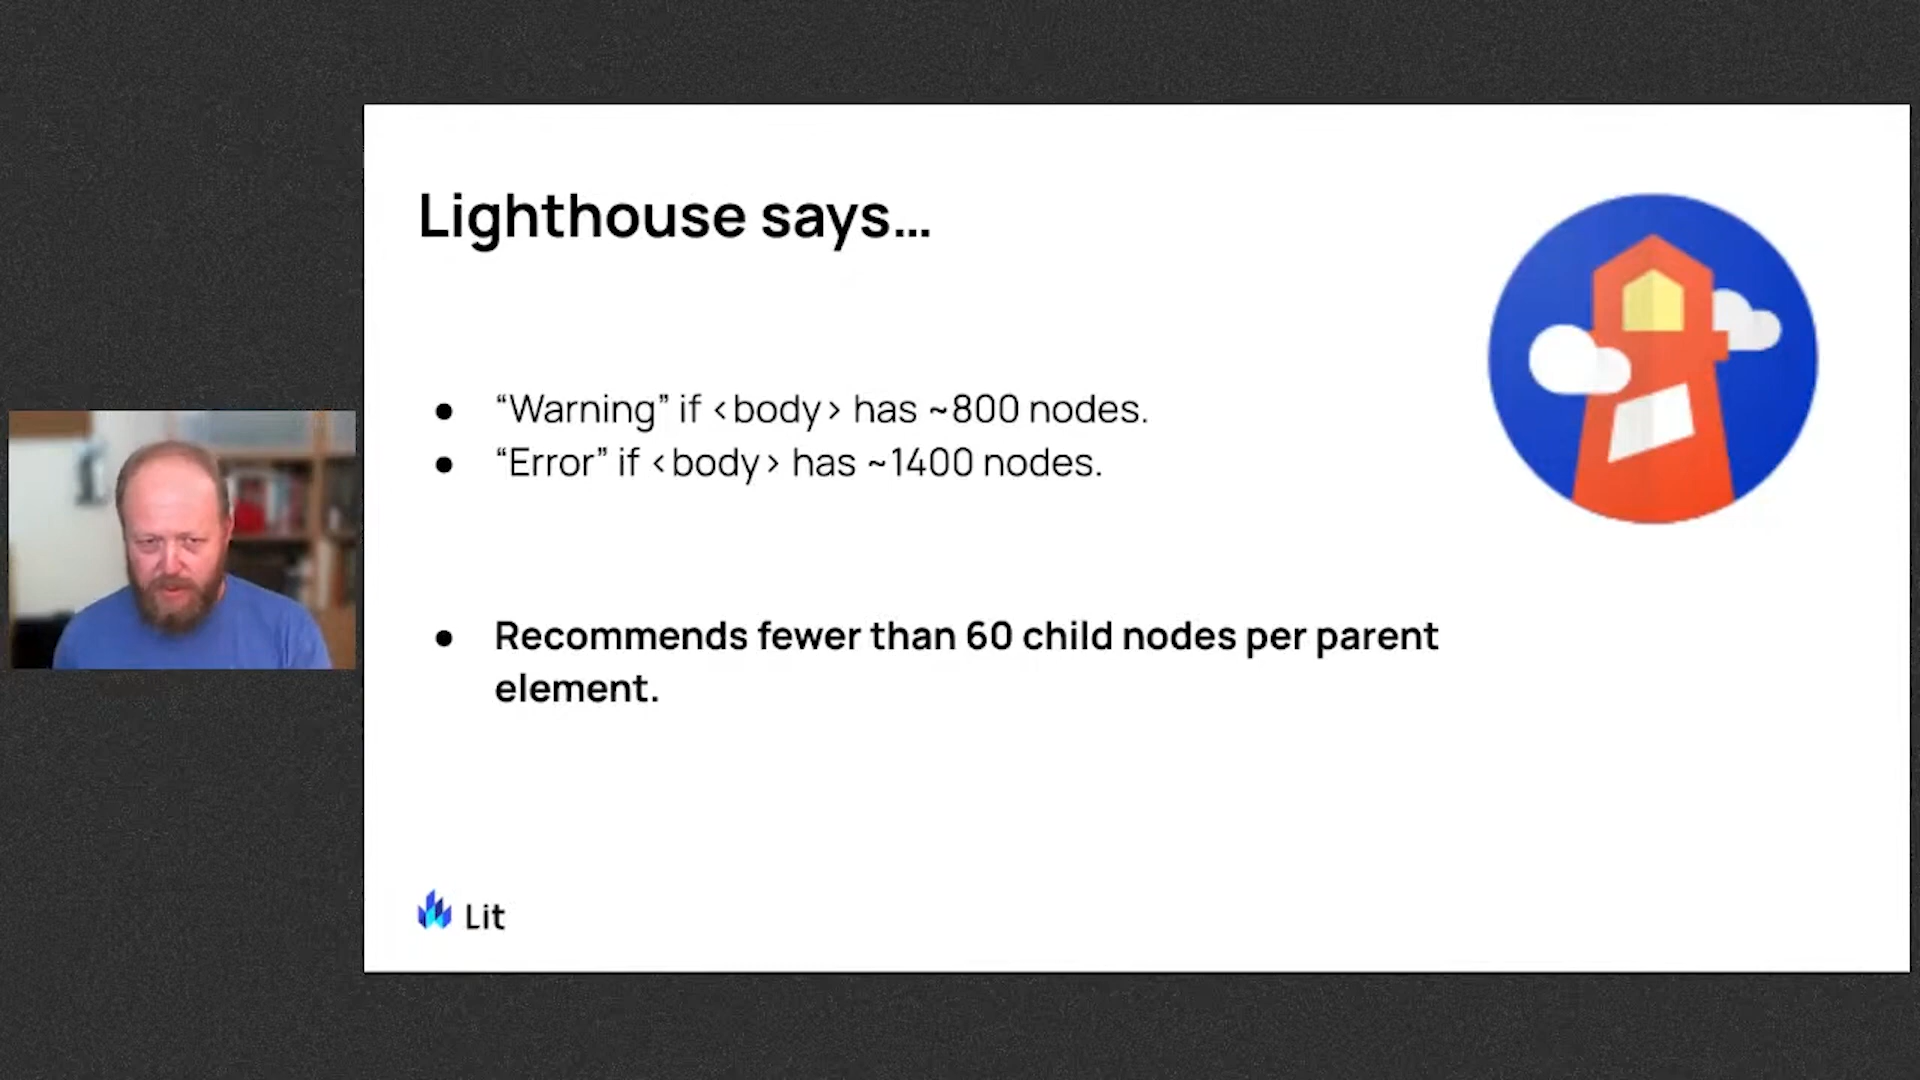 Lighthouse says…
● “Warning” if <body> has ~800 nodes.
● “Error” if <body> has ~1400 nodes.
● Recommends fewer than 60 child nodes per parent
element.
Lit